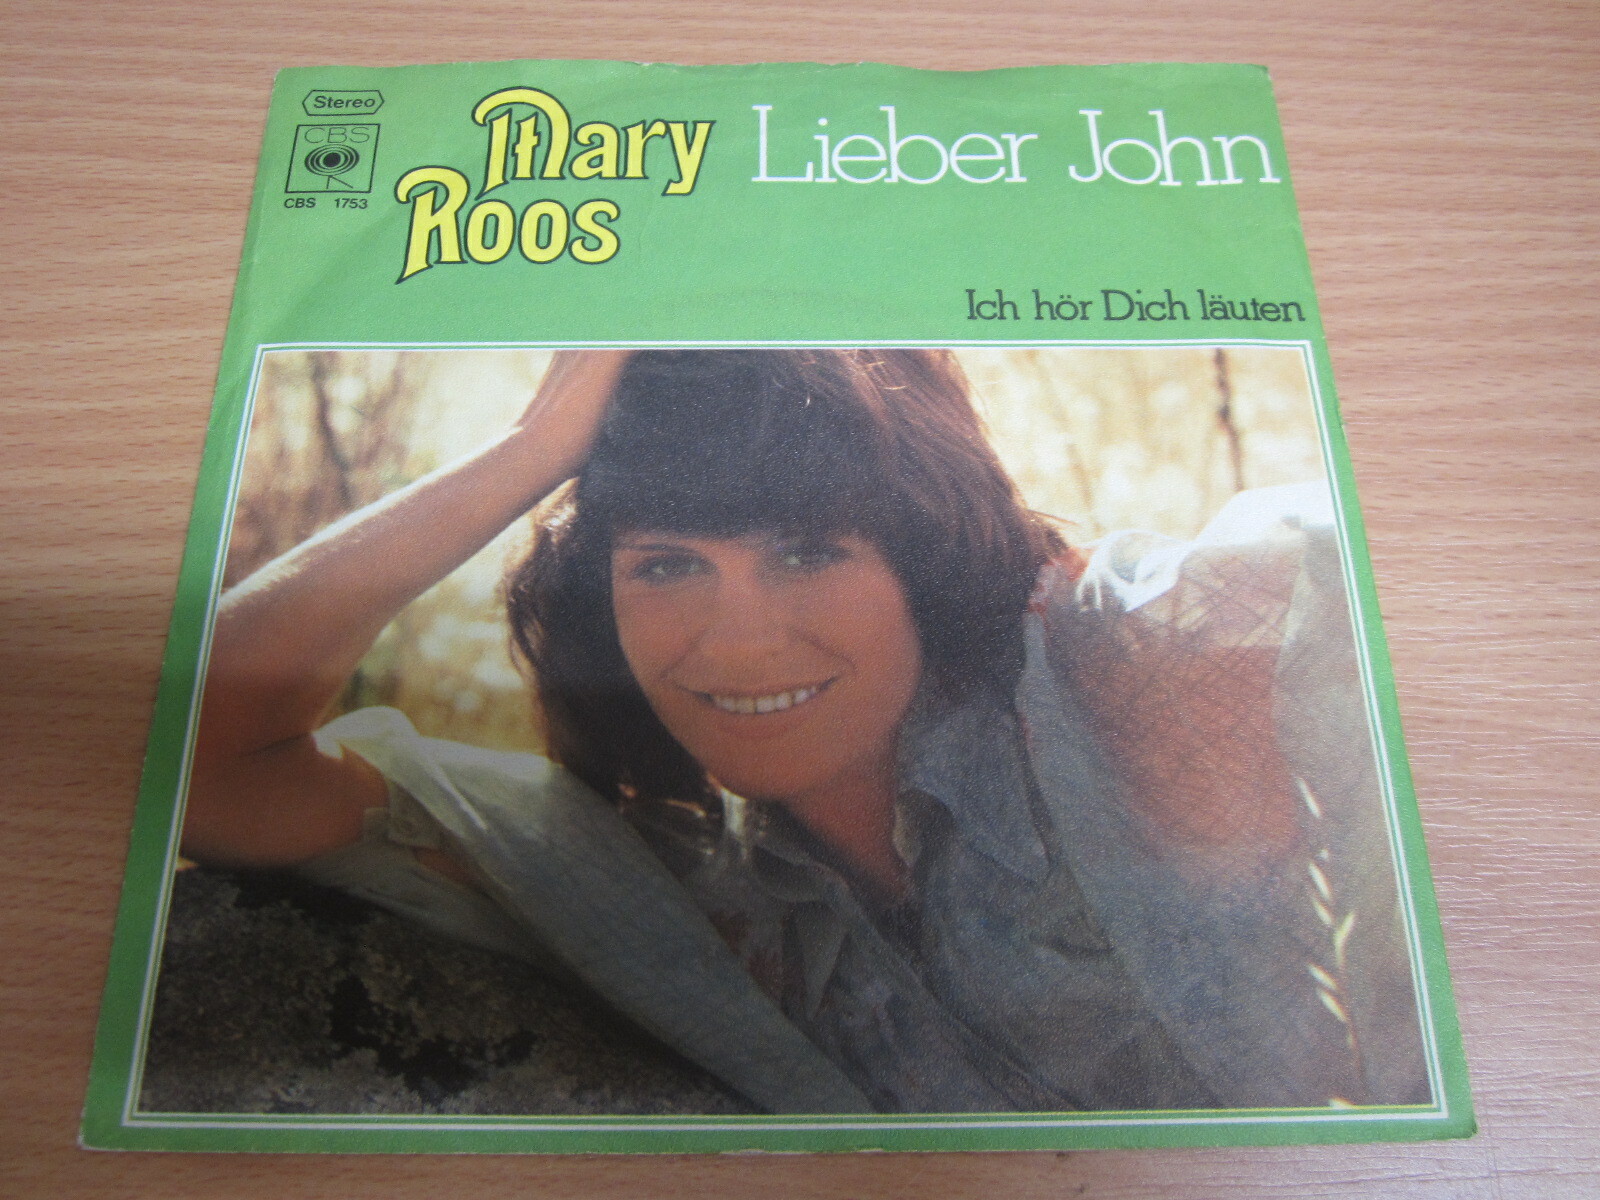 Stereo
CBS
CBS 1753
Mary
Roos
Lieber John
Ich hör Dich läuten